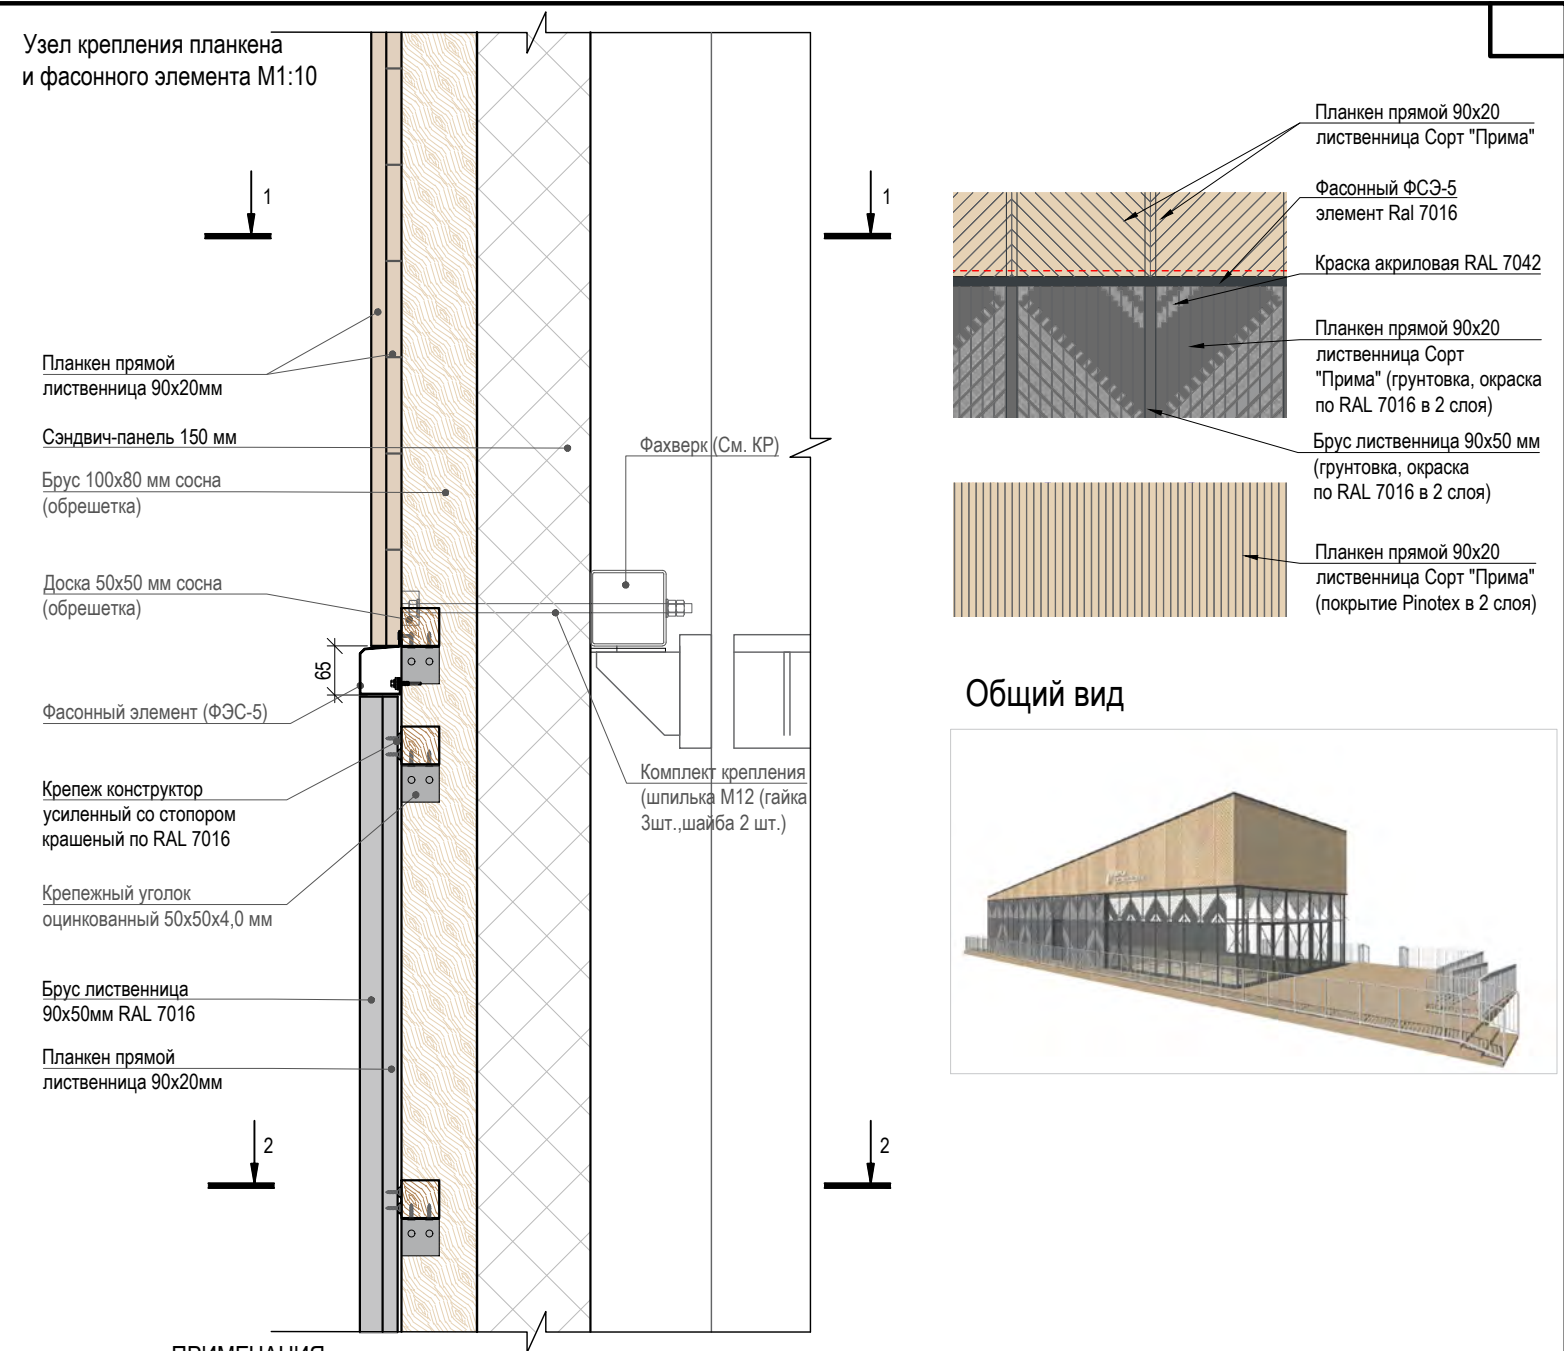 Узел крепления планкена
и фасонного элемента М1:10
1
1
Планкен прямой
лиственница 90х20мм
Сэндвич-панель 150 мм
Брус 100х80 мм сосна
(обрешетка)
Доска 50х50 мм сосна
(обрешетка)
65
Фасонный элемент (ФЭС-5)
Крепеж конструктор
усиленный со стопором
крашеный по RAL 7016
Крепежный уголок
оцинкованный 50х50х4,0 мм
Брус лиственница
90х50мм RAL 7016
Планкен прямой
лиственница 90х20мм
Фахверк (См. КР)
Комплект крепления
(шпилька М12 (гайка
3шт.,шайба 2 шт.)
2
2
ПРИМЕЧАНИЯ
Планкен прямой 90х20
лиственница Сорт "Прима"
Фасонный ФСЭ-5
элемент Ral 7016
Краска акриловая RAL 7042
Планкен прямой 90х20
лиственница Сорт
"Прима" (грунтовка, окраска
по RAL 7016 в 2 слоя)
Брус лиственница 90х50 мм
(грунтовка, окраска
по RAL 7016 в 2 слоя)
Планкен прямой 90х20
лиственница Сорт "Прима"
(покрытие Pinotex в 2 слоя)
Общий вид